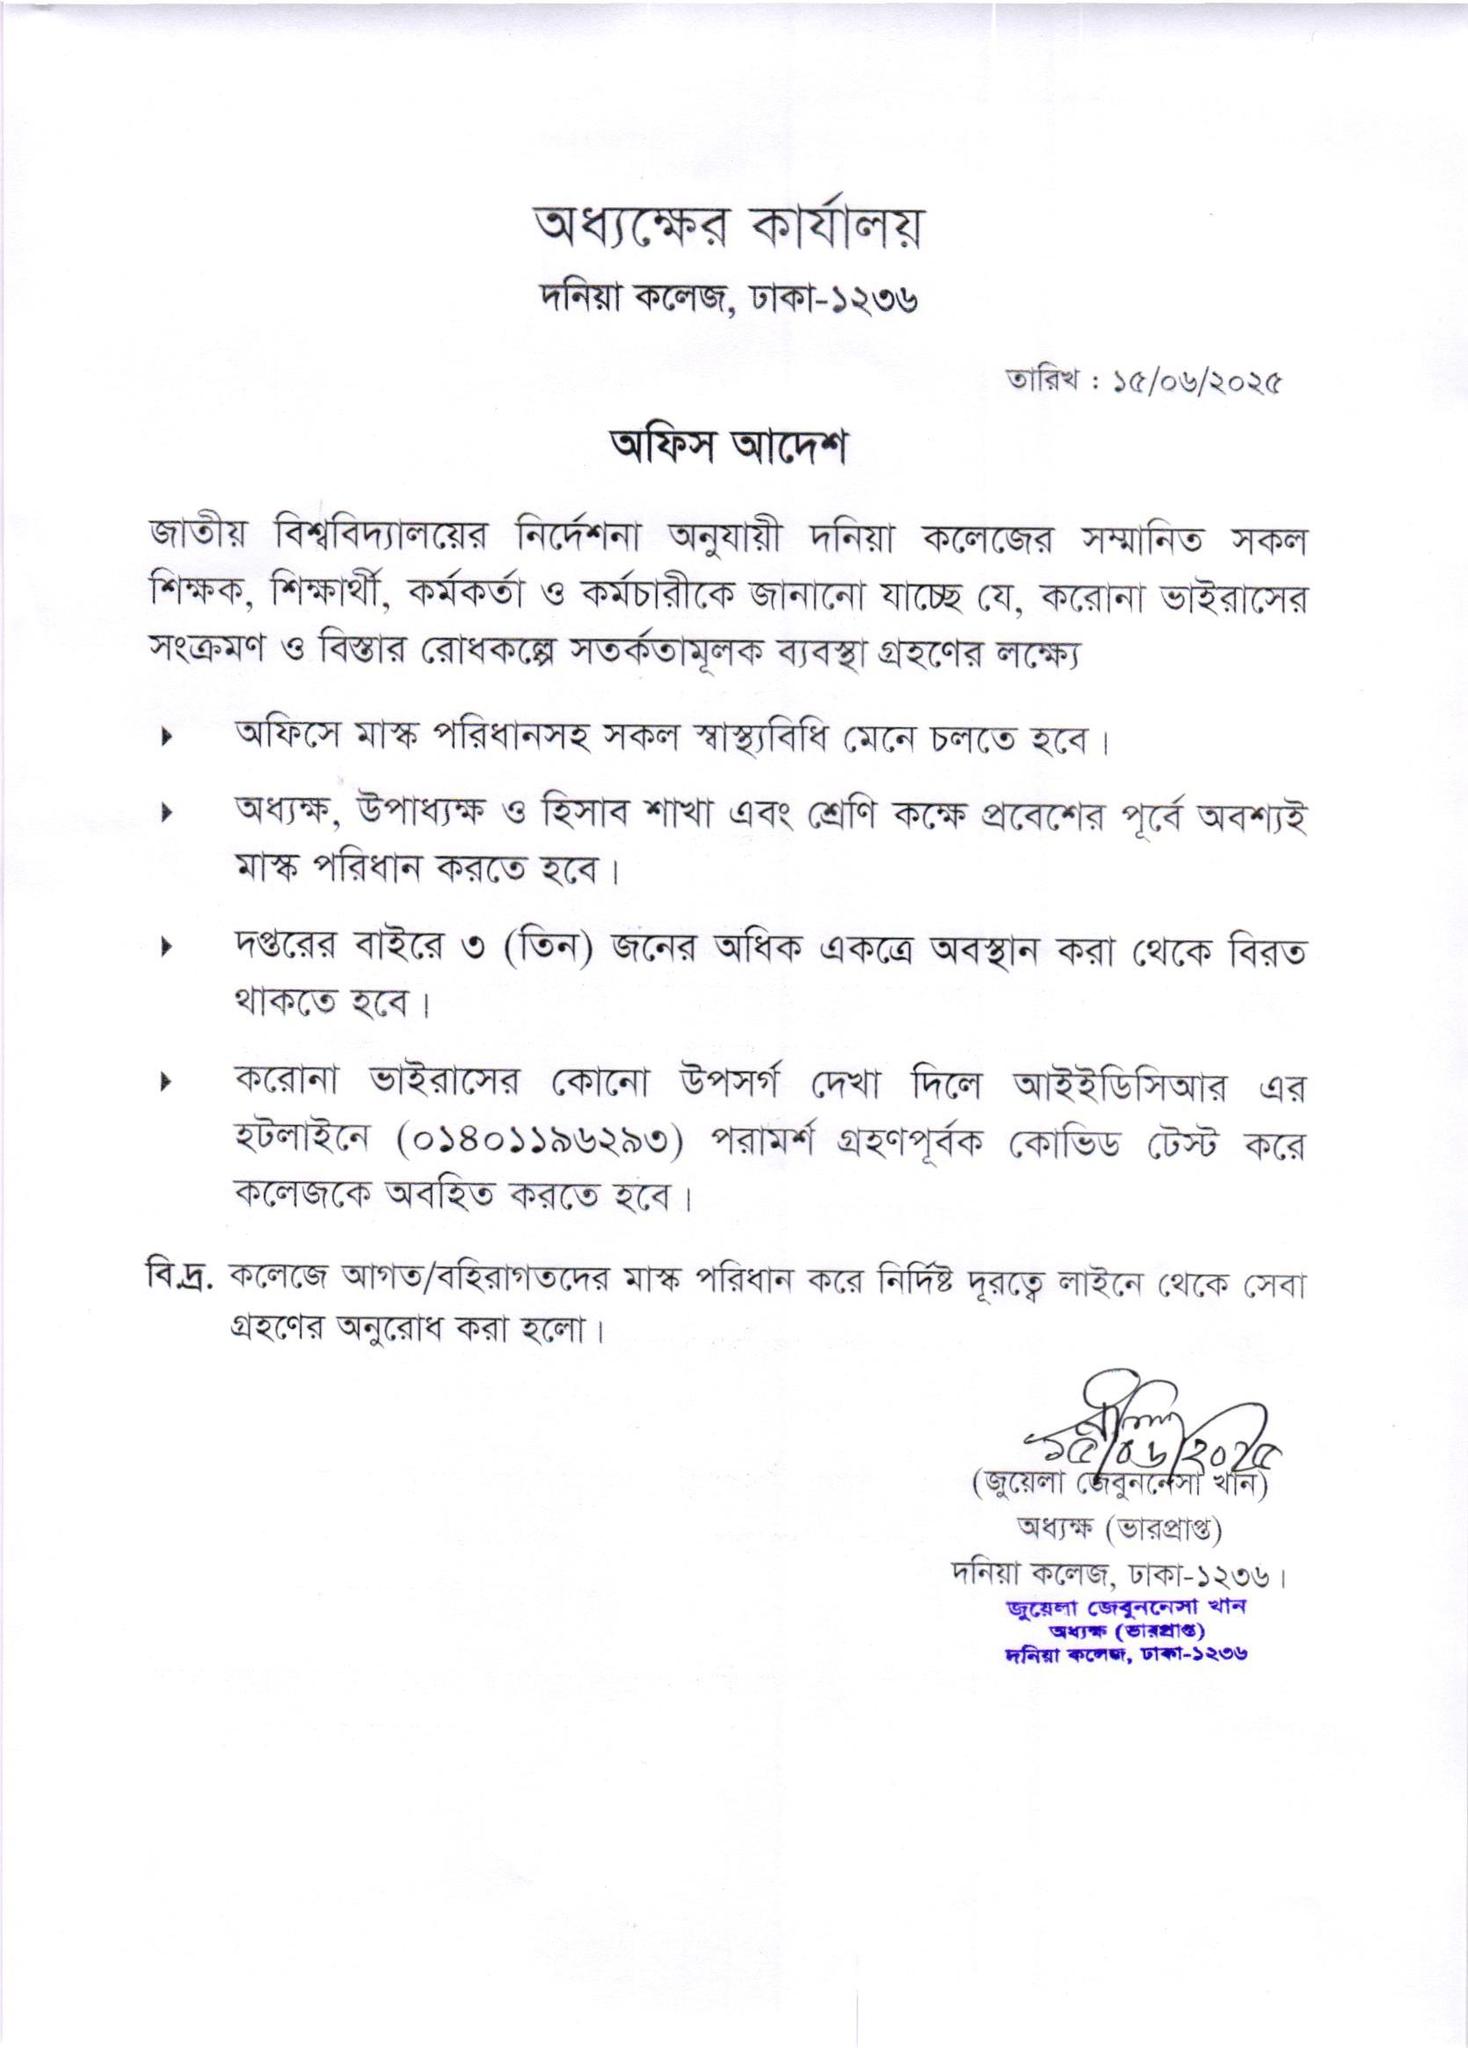 অধ্যক্ষের কার্যালয়
দনিয়া কলেজ, ঢাকা-১২৩৬
তারিখ : ১৫/০৬/২০২৫
অফিস আদেশ
জাতীয় বিশ্ববিদ্যালয়ের নির্দেশনা অনুযায়ী দনিয়া কলেজের সম্মানিত সকল
শিক্ষক, শিক্ষার্থী, কর্মকর্তা ও কর্মচারীকে জানানো যাচ্ছে যে, করোনা ভাইরাসের
সংক্রমণ ও বিস্তার রোধকল্পে সতর্কতামূলক ব্যবস্থা গ্রহণের লক্ষ্যে
অফিসে মাস্ক পরিধানসহ সকল স্বাস্থ্যবিধি মেনে চলতে হবে।
অধ্যক্ষ, উপাধ্যক্ষ ও হিসাব শাখা এবং শ্রেণি কক্ষে প্রবেশের পূর্বে অবশ্যই
মাস্ক পরিধান করতে হবে।
দপ্তরের বাইরে ৩ (তিন) জনের অধিক একত্রে অবস্থান করা থেকে বিরত
থাকতে হবে।
করোনা ভাইরাসের কোনো উপসর্গ দেখা দিলে আইইডিসিআর এর
হটলাইনে (০১৪০১১৯৬২৯৩) পরামর্শ গ্রহণপূর্বক কোভিড টেস্ট করে
কলেজকে অবহিত করতে হবে।
বি.দ্র. কলেজে আগত/বহিরাগতদের মাস্ক পরিধান করে নির্দিষ্ট দূরত্বে লাইনে থেকে সেবা
গ্রহণের অনুরোধ করা হলো।
১৫/০৬/২০২৫
(জুয়েলা জেবুননেসা খান)
অধ্যক্ষ (ভারপ্রাপ্ত)
দনিয়া কলেজ, ঢাকা-১২৩৬।
জুয়েলা জেবুননেসা খান
অধ্যক্ষ (ভারপ্রাপ্ত)
দনিয়া কলেজ, ঢাকা-১২৩৬